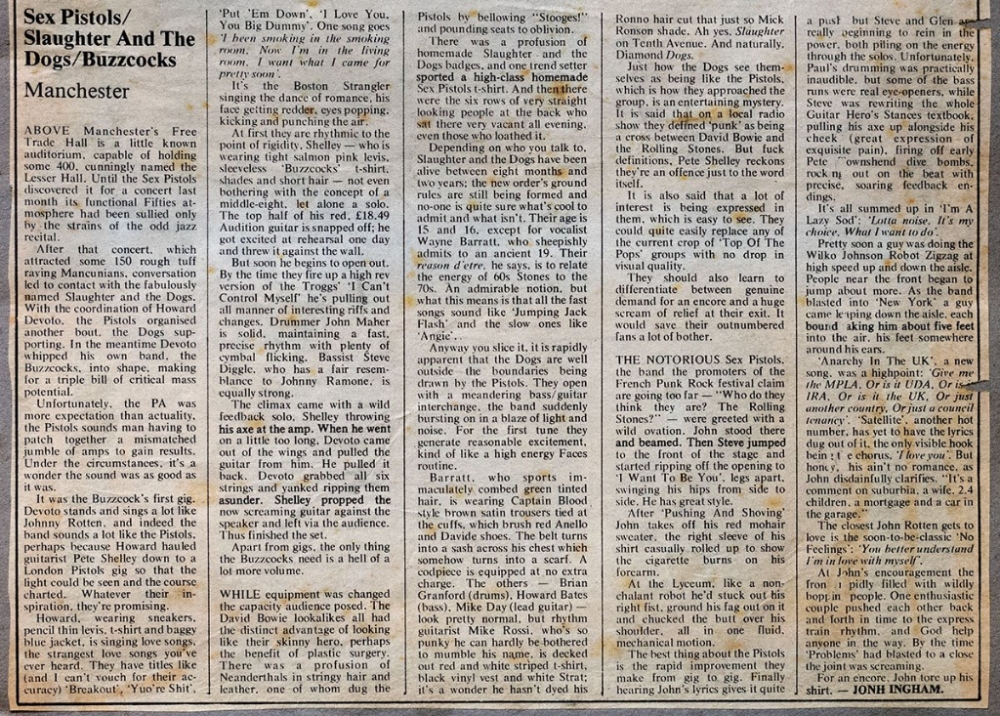 Sex Pistols/
Slaughter And The
Dogs/Buzzcocks
Manchester
ABOVE Manchester's Free
Trade Hall is a little known
auditorium, capable of holding
some 400, cunningly named the
Lesser Hall. Until the Sex Pistols
discovered it for a concert last
month its functional Fifties at-
mosphere had been sullied only
by the strains of the odd jazz
recital.
After that concert, which
attracted some 150 rough tuff
raving Mancunians, conversation
led to contact with the fabulously
named Slaughter and the Dogs.
With the coordination of Howard
Devoto, the Pistols organised
another bout, the Dogs sup-
porting. In the meantime Devoto
whipped his own band, the
Buzzcocks, into shape, making
for a triple bill of critical mass
potential.
Unfortunately, the PA was
more expectation than actuality,
the Pistols sound man having to
patch together a mismatched
jumble of amps to gain results.
Under the circumstances, it's a
wonder the sound was as good as
it was.
It was the Buzzcock's first gig.
Devoto stands and sings a lot like
Johnny Rotten, and indeed the
band sounds a lot like the Pistols,
perhaps because Howard hauled
guitarist Pete Shelley down to a
London Pistols gig so that the
light could be seen and the course
charted. Whatever their in-
spiration, they're promising.
Howard, wearing sneakers,
pencil thin levis, t-shirt and baggy
blue jacket, is singing love songs,
the strangest love songs you've
ever heard. They have titles like
(and I can't vouch for their ac-
curacy) 'Breakout', 'Yuo're Shit',
'Put 'Em Down', 'I Love You,
You Big Dummy'. One song goes
'I been smoking in the smoking
room, Now I'm in the living
room, I want what I came for
pretty soon'.
It's the Boston Strangler
singing the dance of romance, his
face getting redder, eyes popping,
kicking and punching the air.
At first they are rhythmic to the
point of rigidity, Shelley — who is
wearing tight salmon pink levis,
sleeveless 'Buzzcocks' t-shirt,
shades and short hair — not even
bothering with the concept of a
middle-eight, let alone a solo.
The top half of his red, £18.49
Audition guitar is snapped off; he
got excited at rehearsal one day
and threw it against the wall.
But soon he begins to open out.
By the time they fire up a high rev
version of the Troggs' 'I Can't
Control Myself' he's pulling out
all manner of interesting riffs and
changes. Drummer John Maher
is solid, maintaining a fast,
precise rhythm with plenty of
cymbal flicking. Bassist Steve
Diggle, who has a fair resem-
blance to Johnny Ramone, is
equally strong.
The climax came with a wild
feedback solo, Shelley throwing
his axe at the amp. When he went
on a little too long, Devoto came
out of the wings and pulled the
guitar from him. He pulled it
back. Devoto grabbed all six
strings and yanked ripping them
asunder. Shelley propped the
now screaming guitar against the
speaker and left via the audience.
Thus finished the set.
Apart from gigs, the only thing
the Buzzcocks need is a hell of a
lot more volume.
WHILE equipment was changed
the capacity audience posed. The
David Bowie lookalikes all had
the distinct advantage of looking
like their skinny hero, perhaps
the benefit of plastic surgery.
There was a profusion of
Neanderthals in stringy hair and
leather, one of whom dug the
Pistols by bellowing "Stooges!"
and pounding seats to oblivion.
There was a profusion of
homemade Slaughter and the
Dogs badges, and one trend setter
sported a high-class homemade
Sex Pistols t-shirt. And then there
were the six rows of very straight
looking people at the back who
sat there very vacant all evening,
even those who loathed it.
Depending on who you talk to,
Slaughter and the Dogs have been
alive between eight months and
two years; the new order's ground
rules are still being formed and
no-one is quite sure what's cool to
admit and what isn't. Their age is
15 and 16, except for vocalist
Wayne Barratt, who sheepishly
admits to an ancient 19. Their
reason d'etre, he says, is to relate
the energy of 60s Stones to the
70s. An admirable notion, but
what this means is that all the fast
songs sound like 'Jumping Jack
Flash' and the slow ones like
'Angie'.
Anyway you slice it, it is rapidly
apparent that the Dogs are well
outside the boundaries being
drawn by the Pistols. They open
with a meandering bass/guitar
interchange, the band suddenly
bursting on in a blaze of light and
noise. For the first tune they
generate reasonable excitement,
kind of like a high energy Faces
routine.
Barratt, who sports im-
maculately combed green tinted
hair, is wearing Captain Blood
style brown satin trousers tied at
the cuffs, which brush red Anello
and Davide shoes. The belt turns
into a sash across his chest which
somehow turns into a scarf. A
codpiece is equipped at no extra
charge. The others — Brian
Granford (drums), Howard Bates
(bass), Mike Day (lead guitar) —
look pretty normal, but rhythm
guitarist Mike Rossi, who's so
punky he can hardly be bothered
to mumble his name, is decked
out red and white striped t-shirt,
black vinyl vest and white Strat;
it's a wonder he hasn't dyed his
Ronno hair cut that just so Mick
Ronson shade. Ah yes, Slaughter
on Tenth Avenue. And naturally,
Diamond Dogs.
Just how the Dogs see them-
selves as being like the Pistols,
which is how they approached the
group, is an entertaining mystery.
It is said that on a local radio
show they defined 'punk' as being
a cross between David Bowie and
the Rolling Stones. But fuck
definitions, Pete Shelley reckons
they're an offence just to the word
itself.
It is also said that a lot of
interest is being expressed in
them, which is easy to see. They
could quite easily replace any of
the current crop of 'Top Of The
Pops' groups with no drop in
visual quality.
They should also learn to
differentiate between genuine
demand for an encore and a huge
scream of relief at their exit. It
would save their outnumbered
fans a lot of bother.
THE NOTORIOUS Sex Pistols,
the band the promoters of the
French Punk Rock festival claim
are going too far — "Who do they
think they are? The Rolling
Stones?" — were greeted with a
wild ovation. John stood there
and beamed. Then Steve jumped
to the front of the stage and
started ripping off the opening to
'I Want To Be You', legs apart,
swinging his hips from side to
side. He has great style.
After 'Pushing And Shoving'
John takes off his red mohair
sweater, the right sleeve of his
shirt casually rolled up to show
the cigarette burns on his
forearm.
At the Lyceum, like a non-
chalant robot he'd stuck out his
right fist, ground his fag out on it
and chucked the butt over his
shoulder, all in one fluid,
mechanical motion.
The best thing about the Pistols
is the rapid improvement they
make from gig to gig. Finally
hearing John's lyrics gives it quite
a push but Steve and Glen are
really beginning to rein in the
power, both piling on the energy
through the solos. Unfortunately,
Paul's drumming was practically
inaudible, but some of the bass
runs were real eye-openers, while
Steve was rewriting the whole
Guitar Hero's Stances textbook,
pulling his axe up alongside his
cheek (great expression of
exquisite pain), firing off early
Pete Townshend dive bombs,
out on the beat with
precise, soaring feedback en-
dings.
It's all summed up in 'I'm A
Lazy Sod': 'Lotta noise, It's my
choice, What I want to do'.
Pretty soon a guy was doing the
Wilko Johnson Robot Zigzag at
high speed up and down the aisle.
People near the front began to
jump about more. As the band
blasted into 'New York' a guy
came leaping down the aisle, each
bound taking him about five feet
into the air, his feet somewhere
around his ears.
'Anarchy In The UK', a new
song, was a highpoint: 'Give me
the MPLA, Or is it UDA, Or is
IRA, Or is it the UK, Or just
another country, Or just a council
tenancy'. 'Satellite', another hot
number, has yet to have the lyrics
dug out of it, the only visible hook
being the chorus, 'I love you'. But
honey, this ain't no romance, as
John disdainfully clarifies. "It's a
comment on suburbia, a wife, 2.4
children, a mortgage and a car in
the garage."
The closest John Rotten gets to
love is the soon-to-be-classic 'No
Feelings': 'You better understand
I'm in love with myself'.
At John's encouragement the
front rapidly filled with wildly
bopping people. One enthusiastic
couple pushed each other back
and forth in time to the express
train rhythm, and God help
anyone in the way. By the time
'Problems' had blasted to a close
the joint was screaming.
For an encore, John tore up his
shirt. — JONH INGHAM.